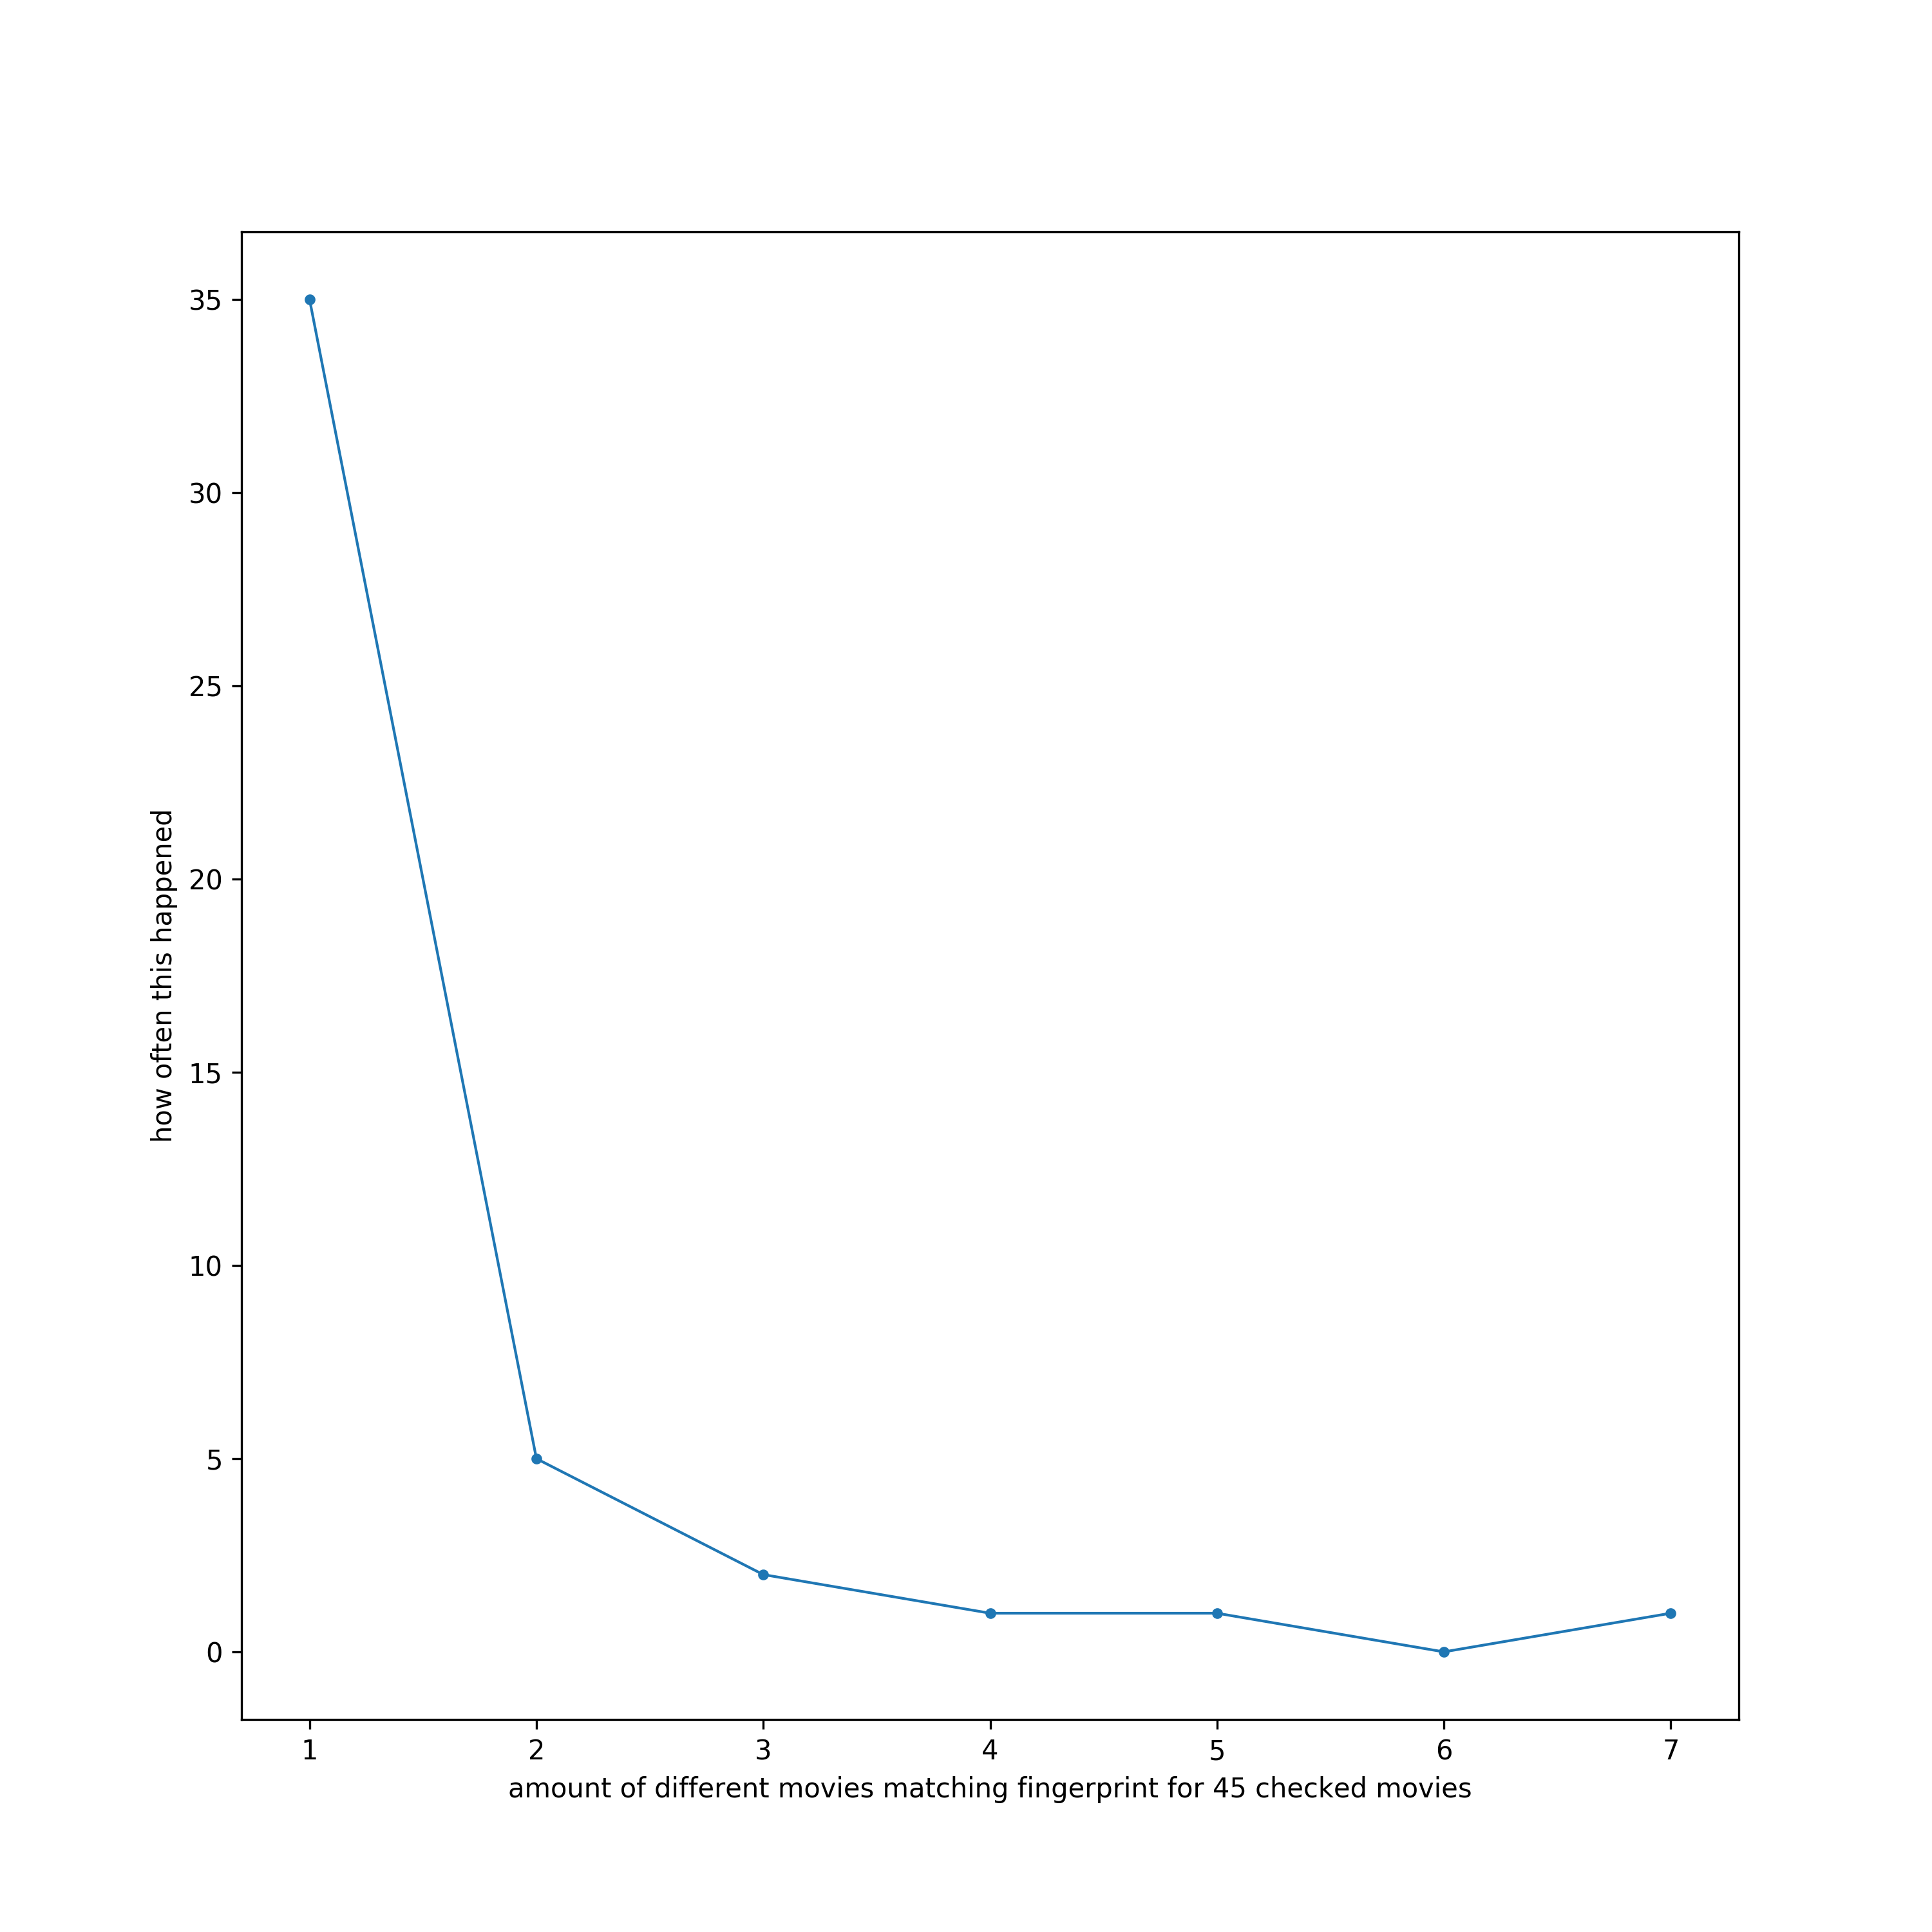 35
30
25
20
15
10
5
0
how often this happened
1 2 3 4 5 6 7
amount of different movies matching fingerprint for 45 checked movies